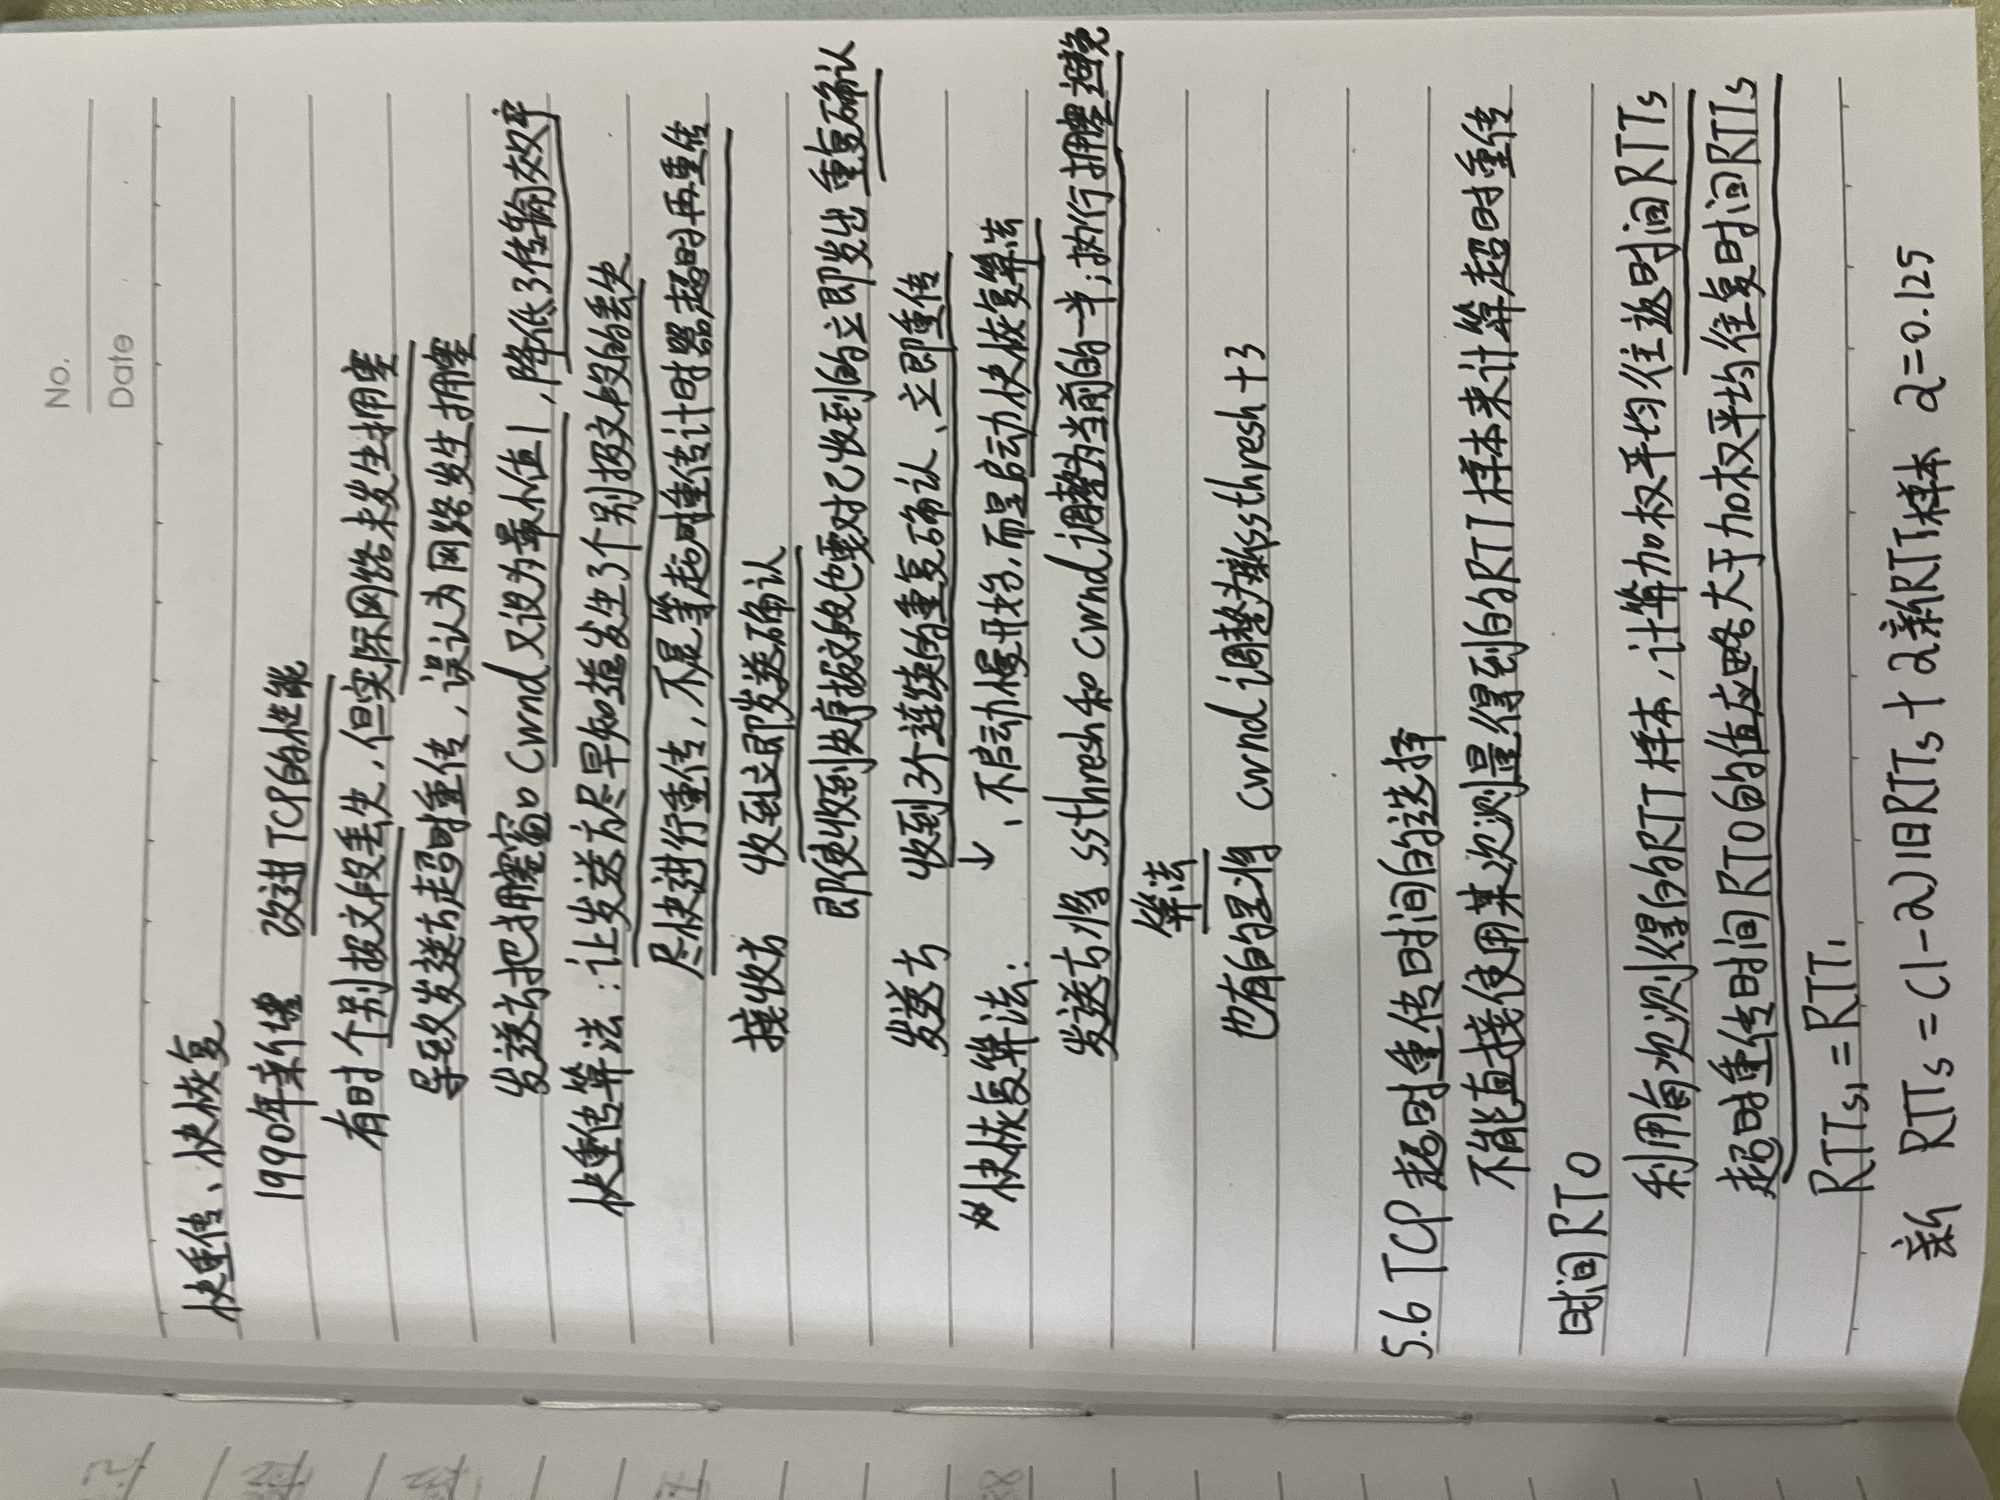 No.
Date
快重传、快恢复
1990年 改进TCP的性能
有时个别报文段丢失，但实际网络未发生拥塞
导致发送方超时重传，误认为网络发生拥塞
发送方把拥塞窗口cwnd又设为最小值1，降低了传输效率
快重传算法：让发送方尽早知道发生了个别报文段的丢失
尽快进行重传，不是等超时重传计时器超时再重传
接收方 收到立即发送确认
即使收到失序报文段也要对已收到的立即发出重复确认
发送方 收到3个连续的重复确认、立即重传
*快恢复算法： ↓、不启动慢开始，而是启动快恢复算法
发送方将ssthresh和cwnd调整为当前的一半；执行拥塞避免
算法
也有的是将 cwnd调整为新ssthresh+3
5.6 TCP超时重传时间的选择
不能直接使用某次测量得到的RTT样本来计算超时重传
时间RTO
利用每次测得的RTT样本，计算加权平均往返时间RTTs
超时重传时间RTO的值应略大于加权平均往复时间RTTs
RTTs1=RTT1
新 RTTs=(1-α)旧RTTs+α新RTT样本 α=0.125